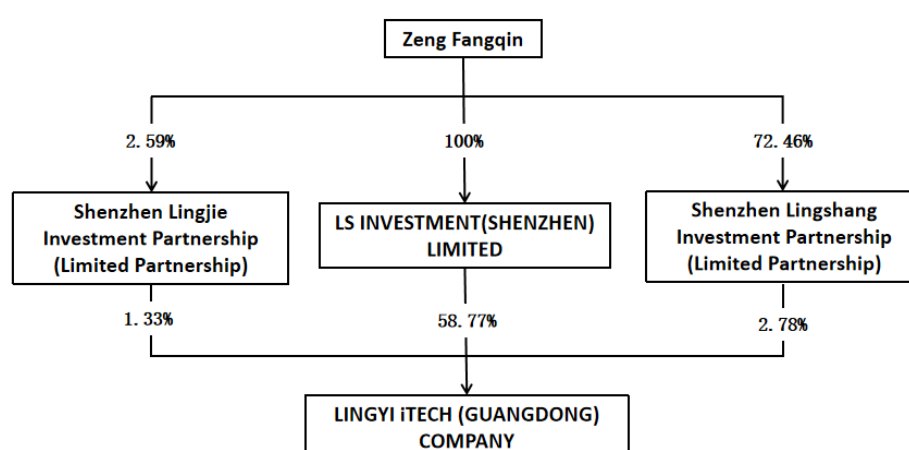 Zeng Fangqin
2.59%
100%
72.46%
Shenzhen Lingjie
Investment Partnership
(Limited Partnership)
LS INVESTMENT(SHENZHEN)
LIMITED
Shenzhen Lingshang
Investment Partnership
(Limited Partnership)
1.33%
58.77%
2.78%
LINGYI iTECH (GUANGDONG)
COMPANY